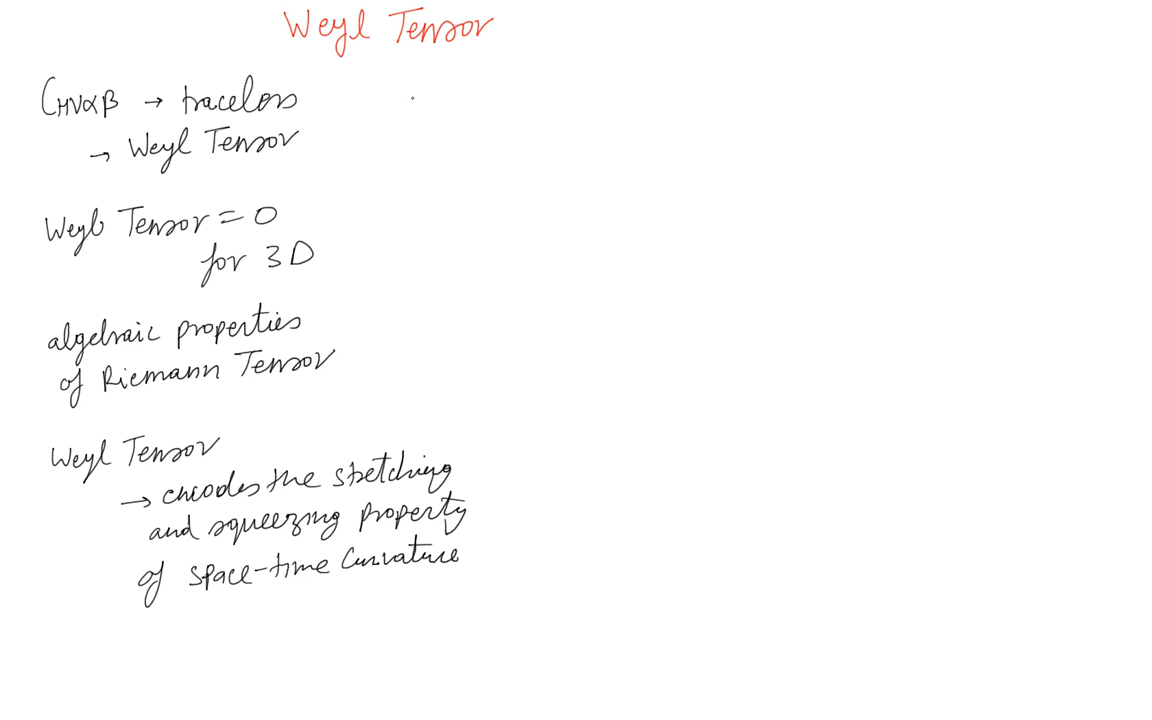 Weyl Tensor
Cμναβ → traceless
→ Weyl Tensor
Weyl Tensor = 0
for 3D
algebraic properties
of Riemann Tensor
Weyl Tensor
→ encodes the stretching
and squeezing property
of space-time curvature